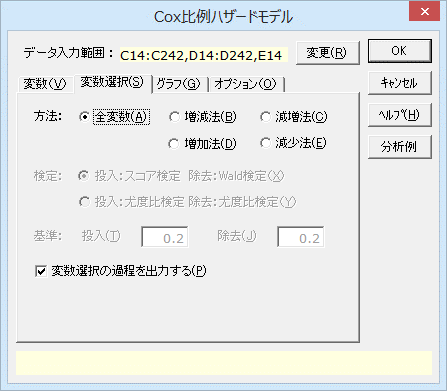 Cox比例ハザードモデル
データ入力範囲： C14:C242,D14:D242,E14 変更(R) OK
変数(V) 変数選択(S) グラフ(G) オプション(O) キャンセル
方法： 全変数(A) 増減法(B) 減増法(C) ヘルプ(H)
増加法(D) 減少法(E) 分析例
検定： 投入：スコア検定 除去：Wald検定(X)
投入：尤度比検定 除去：尤度比検定(Y)
基準： 投入(T) 0.2 除去(J) 0.2
変数選択の過程を出力する(P)